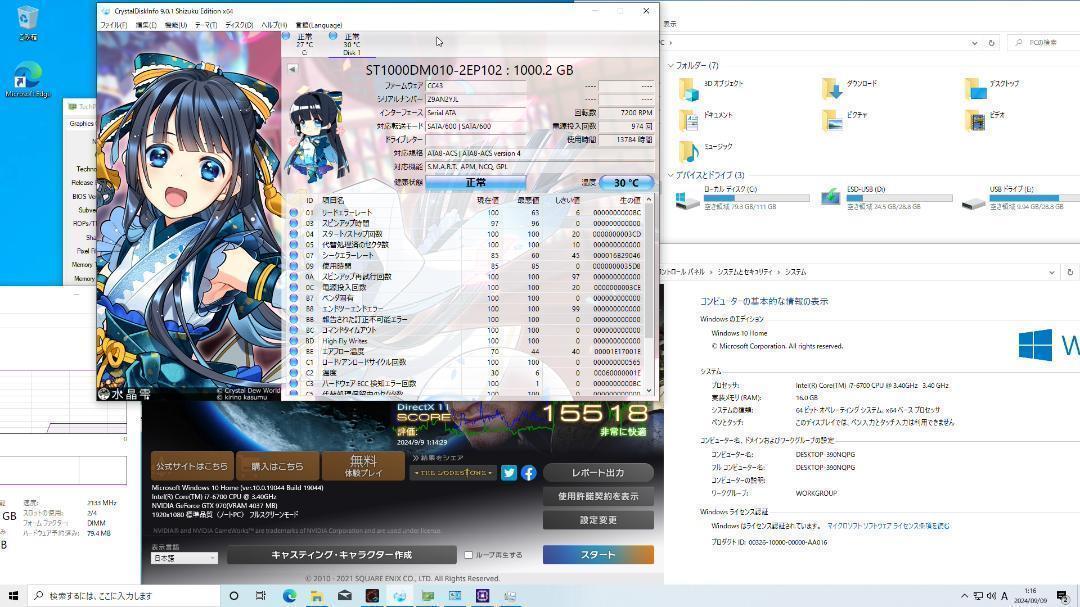 ごみ箱
Microsoft Edge
CrystalDiskInfo 9.0.1 Shizuku Edition x64
ファイル(F) 編集(E) 機能(U) テーマ(T) ディスク(D) ヘルプ(H) 言語(Language)
正常
27 °C
C:
正常
30 °C
Disk 1
ST1000DM010-2EP102 : 1000.2 GB
ファームウェア CC43 ---- ----
シリアルナンバー Z9AN2YJL ---- ----
インターフェース Serial ATA 回転数 7200 RPM
対応転送モード SATA/600 | SATA/600 電源投入回数 974 回
ドライブレター 使用時間 13784 時間
対応規格 ATA8-ACS | ATA8-ACS version 4
対応機能 S.M.A.R.T., APM, NCQ, GPL
健康状態 正常 温度 30 °C
ID 項目名 現在値 最悪値 しきい値 生の値
01 リードエラーレート 100 63 6 0000000000BC
03 スピンアップ時間 97 96 0 000000000000
04 スタート/ストップ回数 100 100 20 0000000003CD
05 代替処理済のセクタ数 100 100 10 000000000000
07 シークエラーレート 85 60 45 000016B29046
09 使用時間 85 85 0 0000000035D8
0A スピンアップ再試行回数 100 100 97 000000000000
0C 電源投入回数 100 100 20 0000000003CE
B7 ベンダ固有 100 100 0 000000000000
B8 エンドツーエンドエラー 100 100 99 000000000000
BB 報告された訂正不可能エラー 100 100 0 000000000000
BC コマンドタイムアウト 100 100 0 000000000000
BD High Fly Writes 100 100 0 000000000000
BE エアフロー温度 70 44 40 00001E17001E
C1 ロード/アンロードサイクル回数 100 100 0 000000000565
C2 温度 30 6 0 00060000001E
C3 ハードウェア ECC 検知エラー回数 100 1 0 0000000000BC
水晶雫
© Crystal Dew World
© kirino kasumu
TechP
Graphics
Techno
Release
BIOS Ve
Subve
ROPs/T
Sha
Pixel Fi
Memory
Memory
表示
PCの検索
フォルダー (7)
3D オブジェクト
ダウンロード
デスクトップ
ドキュメント
ピクチャ
ビデオ
ミュージック
デバイスとドライブ (3)
ローカル ディスク (C:)
空き領域 79.3 GB/111 GB
ESD-USB (D:)
空き領域 24.5 GB/28.8 GB
USB ドライブ (E:)
空き領域 9.94 GB/28.8 GB
コントロール パネル › システムとセキュリティ › システム
コンピューターの基本的な情報の表示
Windows のエディション
Windows 10 Home
© Microsoft Corporation. All rights reserved.
W
システム
プロセッサ: Intel(R) Core(TM) i7-6700 CPU @ 3.40GHz 3.40 GHz
実装メモリ (RAM): 16.0 GB
システムの種類: 64 ビット オペレーティング システム、x64 ベース プロセッサ
ペンとタッチ: このディスプレイでは、ペン入力とタッチ入力は利用できません
コンピューター名、ドメインおよびワークグループの設定
コンピューター名: DESKTOP-390NQPG
フル コンピューター名: DESKTOP-390NQPG
コンピューターの説明:
ワークグループ: WORKGROUP
Windows ライセンス認証
Windows はライセンス認証されています。 マイクロソフト ソフトウェア ライセンス条項を読む
プロダクト ID: 00326-10000-00000-AA016
DirectX 11
SCORE 15518
評価: 非常に快適
2024/9/9 1:14:29
公式サイトはこちら
購入はこちら
無料
体験プレイ
結果をシェア
THE LODESTONE
レポート出力
使用許諾契約を表示
設定変更
Microsoft Windows 10 Home (ver.10.0.19044 Build 19044)
Intel(R) Core(TM) i7-6700 CPU @ 3.40GHz
NVIDIA GeForce GTX 970(VRAM 4037 MB)
1920x1080 標準品質（ノートPC） フルスクリーンモード
NVIDIA® and NVIDIA GameWorks™ are trademarks of NVIDIA Corporation and are used under license.
表示言語
日本語
キャスティング・キャラクター作成
ループ再生する
スタート
© 2010 - 2021 SQUARE ENIX CO., LTD. All Rights Reserved.
0
GB
B
速度: 2133 MHz
スロットの使用: 2/4
フォーム ファクター: DIMM
ハードウェア予約済み: 79.4 MB
検索するには、ここに入力します
A
1:16
2024/09/09
2